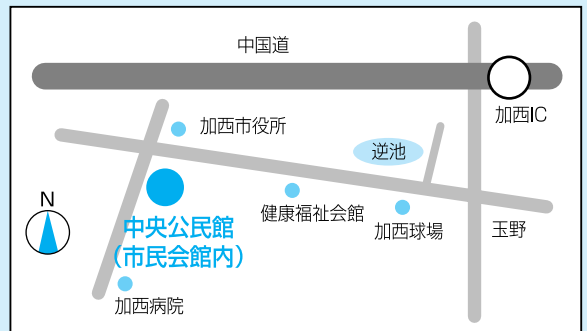 中国道
加西IC
加西市役所
逆池
健康福祉会館
加西球場
玉野
N
中央公民館
(市民会館内)
加西病院